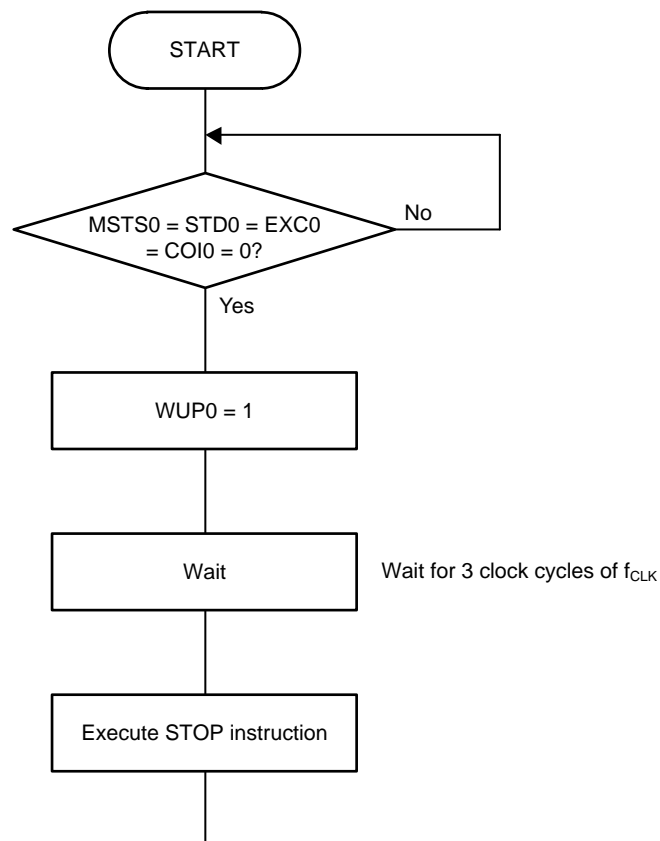 START
MSTS0 = STD0 = EXC0
= COI0 = 0?
No
Yes
WUP0 = 1
Wait
Wait for 3 clock cycles of fCLK
Execute STOP instruction